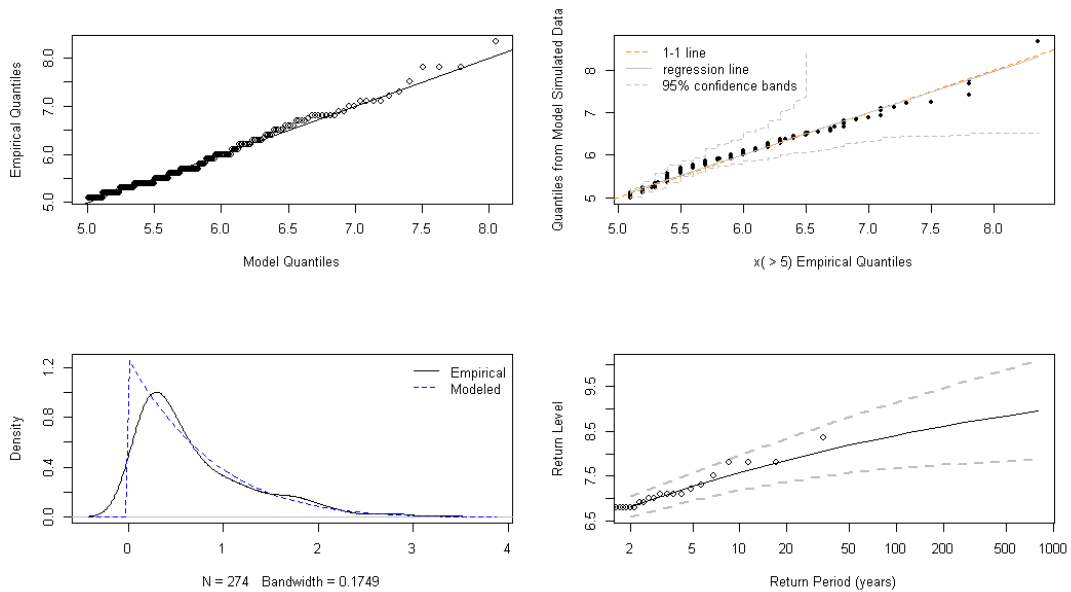 Empirical Quantiles
5.0 6.0 7.0 8.0
5.0 5.5 6.0 6.5 7.0 7.5 8.0
Model Quantiles
Quantiles from Model Simulated Data
5 6 7 8
1-1 line
regression line
95% confidence bands
5.0 5.5 6.0 6.5 7.0 7.5 8.0
x( > 5) Empirical Quantiles
Density
0.0 0.4 0.8 1.2
Empirical
Modeled
0 1 2 3 4
N = 274 Bandwidth = 0.1749
Return Level
6.5 7.5 8.5 9.5
2 5 10 20 50 100 200 500 1000
Return Period (years)